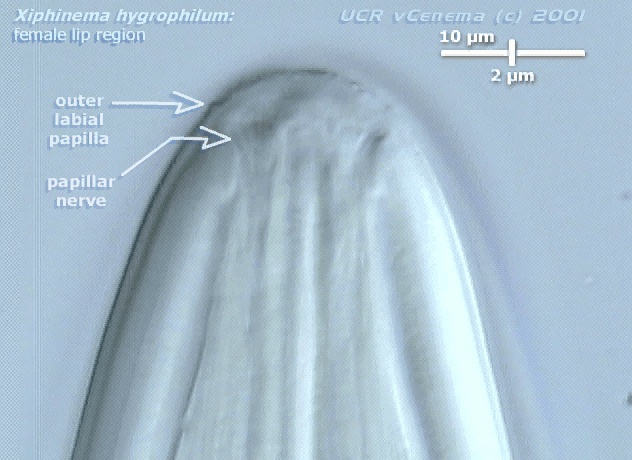 Xiphinema hygrophilum:
female lip region
UCR vCenema (c) 2001
10 µm
2 µm
outer
labial
papilla
papillar
nerve